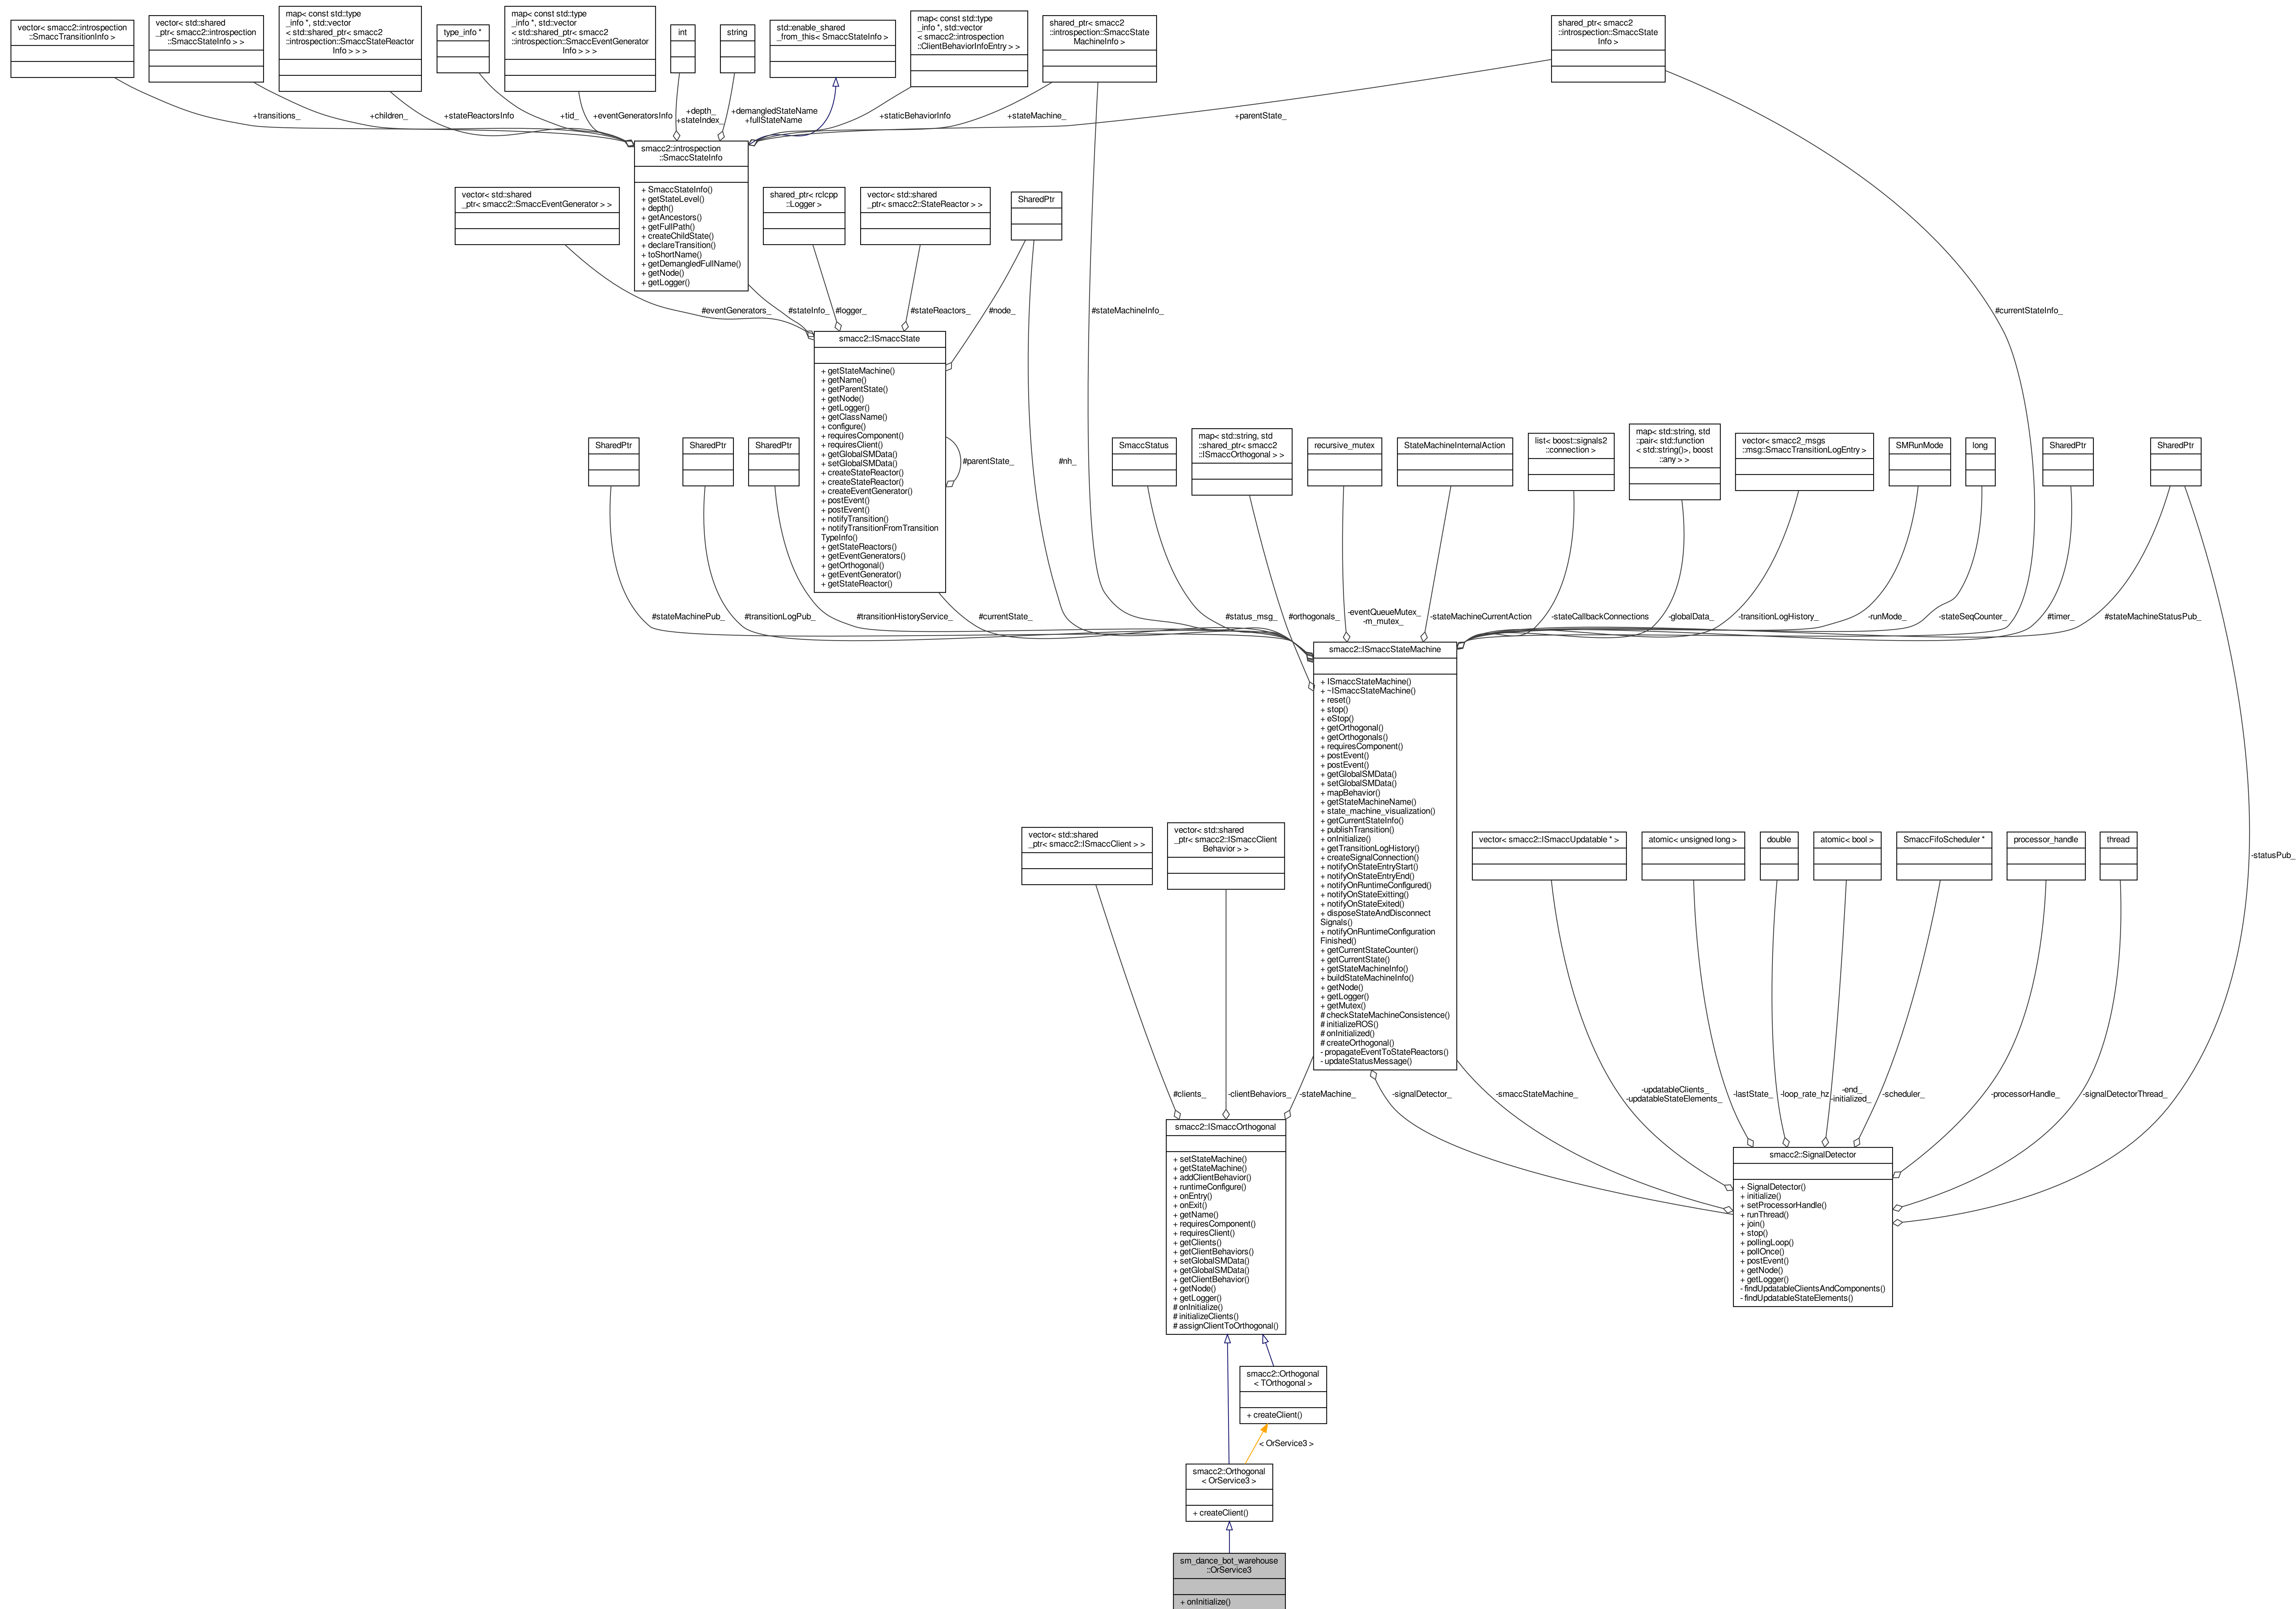 vector< smacc2::introspection
::SmaccTransitionInfo >
vector< std::shared
_ptr< smacc2::introspection
::SmaccStateInfo > >
map< const std::type
_info *, std::vector
< std::shared_ptr< smacc2
::introspection::SmaccStateReactor
Info > > >
type_info *
map< const std::type
_info *, std::vector
< std::shared_ptr< smacc2
::introspection::SmaccEventGenerator
Info > > >
int
string
std::enable_shared
_from_this< SmaccStateInfo >
map< const std::type
_info *, std::vector
< smacc2::introspection
::ClientBehaviorInfoEntry > >
shared_ptr< smacc2
::introspection::SmaccState
MachineInfo >
shared_ptr< smacc2
::introspection::SmaccState
Info >
+transitions_
+children_
+stateReactorsInfo
+tid_
+eventGeneratorsInfo
+depth_
+stateIndex_
+demangledStateName
+fullStateName
+staticBehaviorInfo
+stateMachine_
+parentState_
smacc2::introspection
::SmaccStateInfo
+ SmaccStateInfo()
+ getStateLevel()
+ depth()
+ getAncestors()
+ getFullPath()
+ createChildState()
+ declareTransition()
+ toShortName()
+ getDemangledFullName()
+ getNode()
+ getLogger()
vector< std::shared
_ptr< smacc2::SmaccEventGenerator > >
shared_ptr< rclcpp
::Logger >
vector< std::shared
_ptr< smacc2::StateReactor > >
SharedPtr
#eventGenerators_
#stateInfo_
#logger_
#stateReactors_
#node_
#stateMachineInfo_
#currentStateInfo_
smacc2::ISmaccState
+ getStateMachine()
+ getName()
+ getParentState()
+ getNode()
+ getLogger()
+ getClassName()
+ configure()
+ requiresComponent()
+ requiresClient()
+ getGlobalSMData()
+ setGlobalSMData()
+ createStateReactor()
+ createStateReactor()
+ createEventGenerator()
+ postEvent()
+ postEvent()
+ notifyTransition()
+ notifyTransitionFromTransition
TypeInfo()
+ getStateReactors()
+ getEventGenerators()
+ getOrthogonal()
+ getEventGenerator()
+ getStateReactor()
#parentState_
#nh_
SharedPtr
SharedPtr
SharedPtr
SmaccStatus
map< std::string, std
::shared_ptr< smacc2
::ISmaccOrthogonal > >
recursive_mutex
StateMachineInternalAction
list< boost::signals2
::connection >
map< std::string, std
::pair< std::function
< std::string()>, boost
::any > >
vector< smacc2_msgs
::msg::SmaccTransitionLogEntry >
SMRunMode
long
SharedPtr
SharedPtr
#stateMachinePub_
#transitionLogPub_
#transitionHistoryService_
#currentState_
#status_msg_
#orthogonals_
-eventQueueMutex_
-m_mutex_
-stateMachineCurrentAction
-stateCallbackConnections
-globalData_
-transitionLogHistory_
-runMode_
-stateSeqCounter_
#timer_
#stateMachineStatusPub_
smacc2::ISmaccStateMachine
+ ISmaccStateMachine()
+ ~ISmaccStateMachine()
+ reset()
+ stop()
+ eStop()
+ getOrthogonal()
+ getOrthogonals()
+ requiresComponent()
+ postEvent()
+ postEvent()
+ getGlobalSMData()
+ setGlobalSMData()
+ mapBehavior()
+ getStateMachineName()
+ state_machine_visualization()
+ getCurrentStateInfo()
+ publishTransition()
+ onInitialize()
+ getTransitionLogHistory()
+ createSignalConnection()
+ notifyOnStateEntryStart()
+ notifyOnStateEntryEnd()
+ notifyOnRuntimeConfigured()
+ notifyOnStateExitting()
+ notifyOnStateExited()
+ disposeStateAndDisconnect
Signals()
+ notifyOnRuntimeConfiguration
Finished()
+ getCurrentStateCounter()
+ getCurrentState()
+ getStateMachineInfo()
+ buildStateMachineInfo()
+ getNode()
+ getLogger()
+ getMutex()
# checkStateMachineConsistence()
# initializeROS()
# onInitialized()
# createOrthogonal()
- propagateEventToStateReactors()
- updateStatusMessage()
vector< std::shared
_ptr< smacc2::ISmaccClient > >
vector< std::shared
_ptr< smacc2::ISmaccClient
Behavior > >
vector< smacc2::ISmaccUpdatable * >
atomic< unsigned long >
double
atomic< bool >
SmaccFifoScheduler *
processor_handle
thread
-statusPub_
#clients_
-clientBehaviors_
-stateMachine_
-signalDetector_
-smaccStateMachine_
-updatableClients_
-updatableStateElements_
-lastState_
-loop_rate_hz
-end_
-initialized_
-scheduler_
-processorHandle_
-signalDetectorThread_
smacc2::ISmaccOrthogonal
+ setStateMachine()
+ getStateMachine()
+ addClientBehavior()
+ runtimeConfigure()
+ onEntry()
+ onExit()
+ getName()
+ requiresComponent()
+ requiresClient()
+ getClients()
+ getClientBehaviors()
+ setGlobalSMData()
+ getGlobalSMData()
+ getClientBehavior()
+ getNode()
+ getLogger()
# onInitialize()
# initializeClients()
# assignClientToOrthogonal()
smacc2::SignalDetector
+ SignalDetector()
+ initialize()
+ setProcessorHandle()
+ runThread()
+ join()
+ stop()
+ pollingLoop()
+ pollOnce()
+ postEvent()
+ getNode()
+ getLogger()
- findUpdatableClientsAndComponents()
- findUpdatableStateElements()
smacc2::Orthogonal
< TOrthogonal >
+ createClient()
< OrService3 >
smacc2::Orthogonal
< OrService3 >
+ createClient()
sm_dance_bot_warehouse
::OrService3
+ onInitialize()